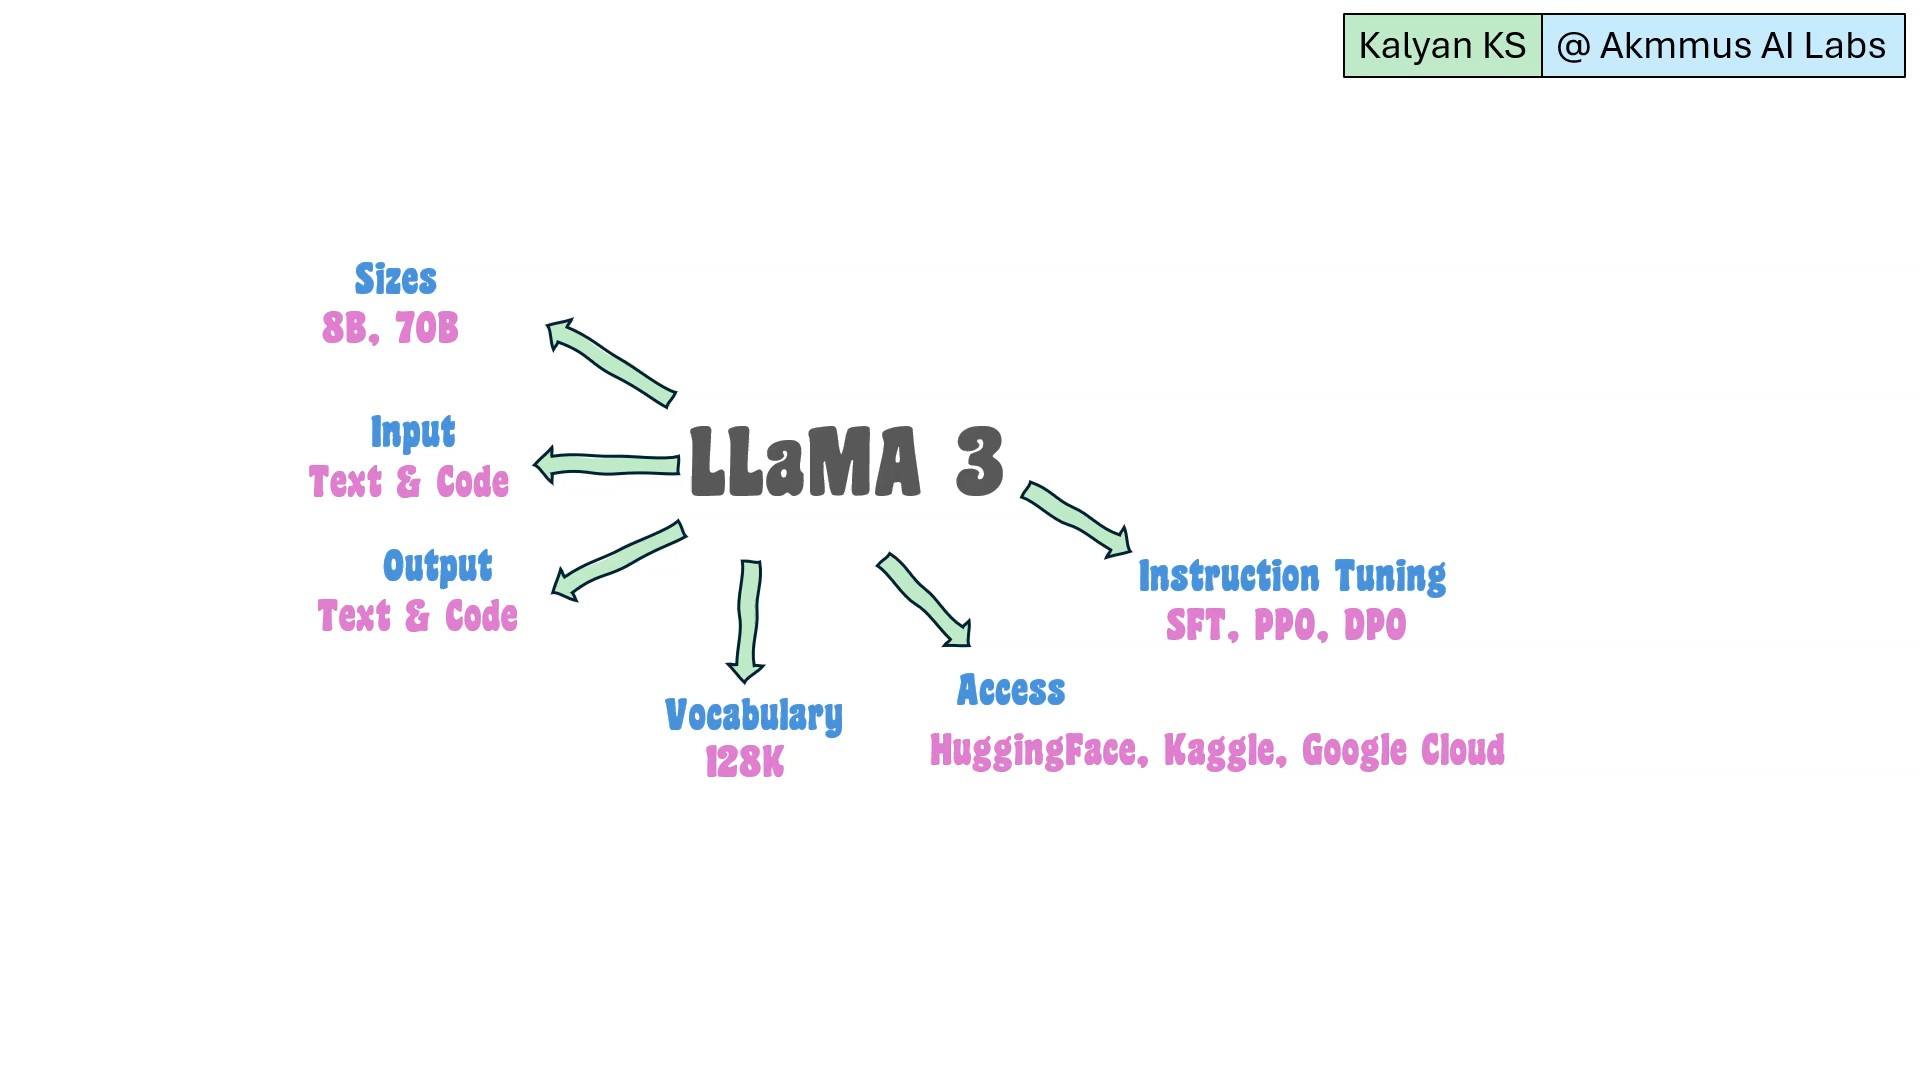 Kalyan KS @ Akmmus AI Labs
Sizes
8B, 70B
Input
Text & Code
LLaMA 3
Output
Text & Code
Instruction Tuning
SFT, PPO, DPO
Vocabulary
128K
Access
HuggingFace, Kaggle, Google Cloud